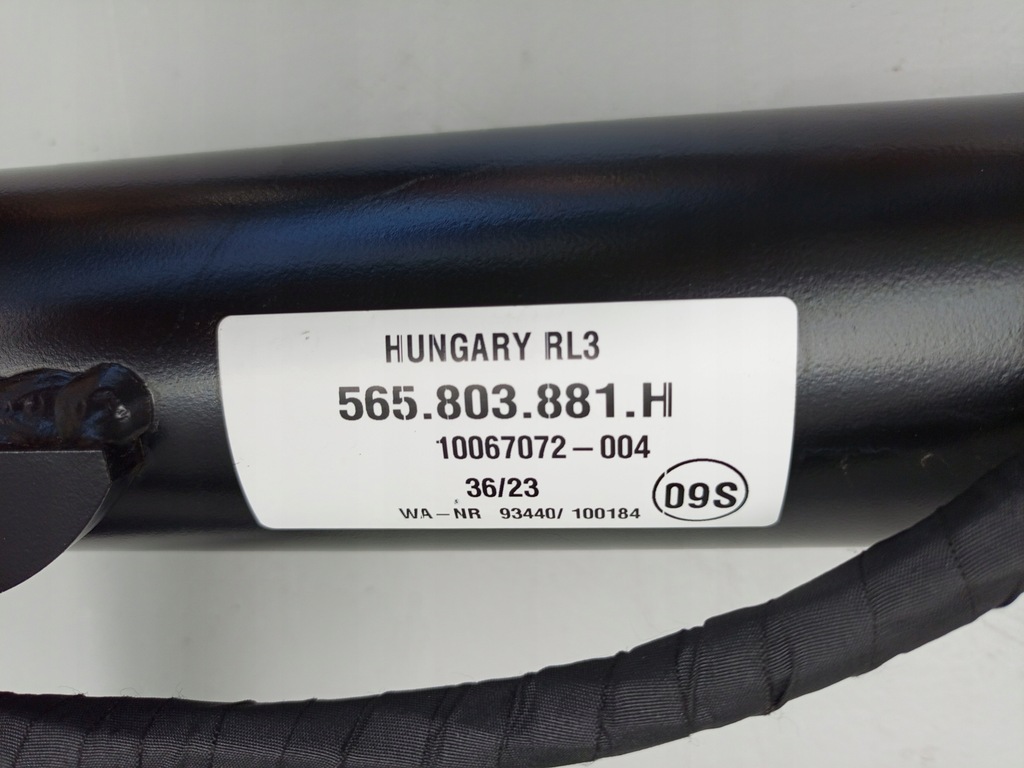 HUNGARY RL3
565.803.881.H
10067072-004
36/23
09S
WA-NR 93440/ 100184